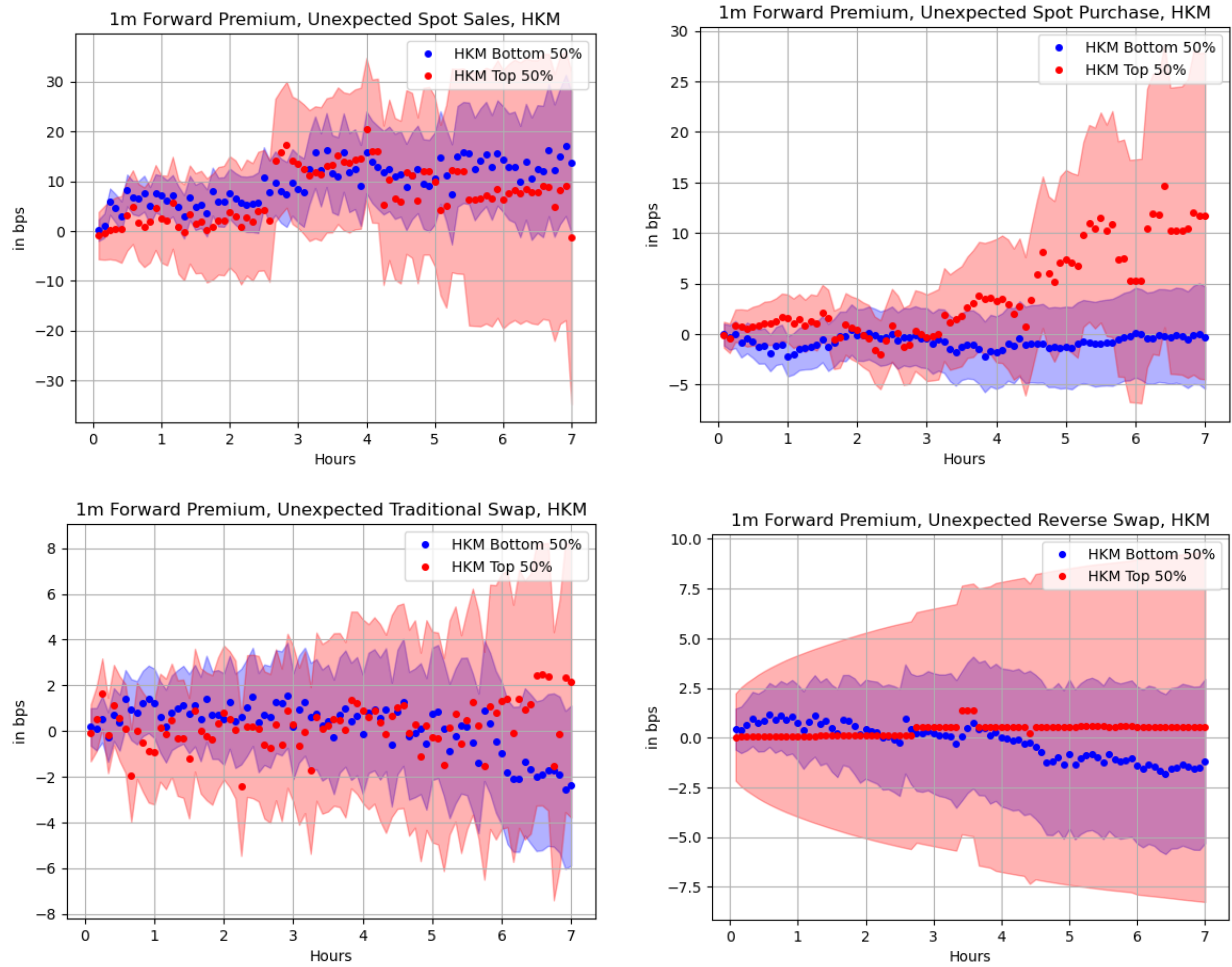 1m Forward Premium, Unexpected Spot Sales, HKM
HKM Bottom 50%
HKM Top 50%
in bps
30
20
10
0
−10
−20
−30
0 1 2 3 4 5 6 7
Hours
1m Forward Premium, Unexpected Spot Purchase, HKM
HKM Bottom 50%
HKM Top 50%
in bps
30
25
20
15
10
5
0
−5
0 1 2 3 4 5 6 7
Hours
1m Forward Premium, Unexpected Traditional Swap, HKM
HKM Bottom 50%
HKM Top 50%
in bps
8
6
4
2
0
−2
−4
−6
−8
0 1 2 3 4 5 6 7
Hours
1m Forward Premium, Unexpected Reverse Swap, HKM
HKM Bottom 50%
HKM Top 50%
in bps
10.0
7.5
5.0
2.5
0.0
−2.5
−5.0
−7.5
0 1 2 3 4 5 6 7
Hours